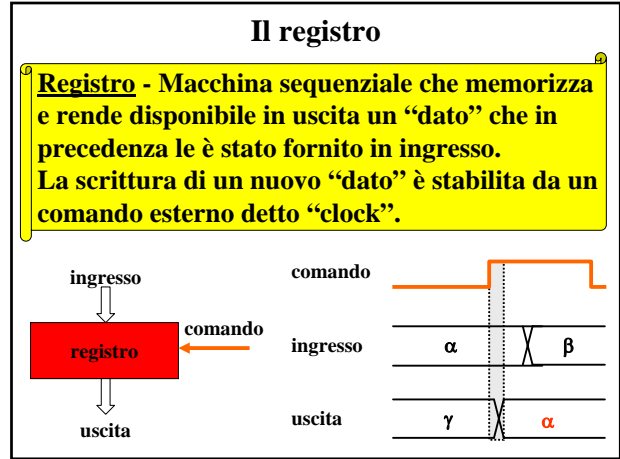 Il registro
Registro - Macchina sequenziale che memorizza
e rende disponibile in uscita un “dato” che in
precedenza le è stato fornito in ingresso.
La scrittura di un nuovo “dato” è stabilita da un
comando esterno detto “clock”.
ingresso
comando
registro
uscita
comando
ingresso
α
β
uscita
γ
α